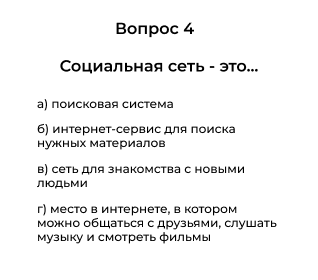 Вопрос 4
Социальная сеть - это...
а) поисковая система
б) интернет-сервис для поиска
нужных материалов
в) сеть для знакомства с новыми
людьми
г) место в интернете, в котором
можно общаться с друзьями, слушать
музыку и смотреть фильмы